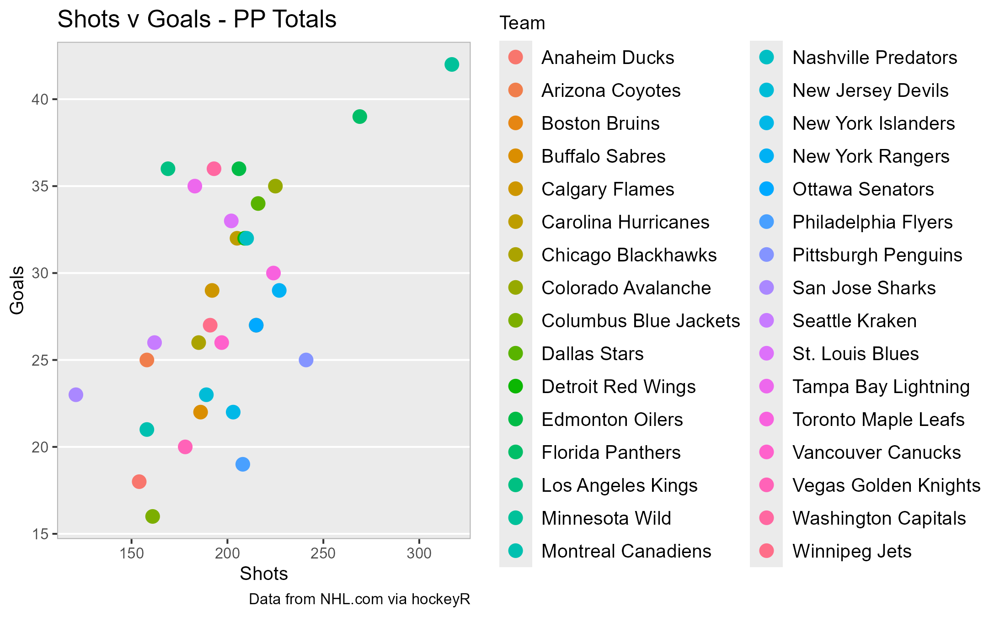 Shots v Goals - PP Totals
Goals
40
35
30
25
20
15
150 200 250 300
Shots
Data from NHL.com via hockeyR
Team
Anaheim Ducks
Arizona Coyotes
Boston Bruins
Buffalo Sabres
Calgary Flames
Carolina Hurricanes
Chicago Blackhawks
Colorado Avalanche
Columbus Blue Jackets
Dallas Stars
Detroit Red Wings
Edmonton Oilers
Florida Panthers
Los Angeles Kings
Minnesota Wild
Montreal Canadiens
Nashville Predators
New Jersey Devils
New York Islanders
New York Rangers
Ottawa Senators
Philadelphia Flyers
Pittsburgh Penguins
San Jose Sharks
Seattle Kraken
St. Louis Blues
Tampa Bay Lightning
Toronto Maple Leafs
Vancouver Canucks
Vegas Golden Knights
Washington Capitals
Winnipeg Jets